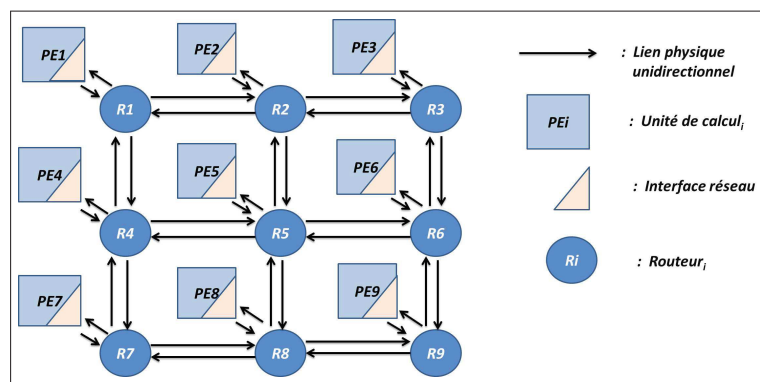 PE1
PE2
PE3
R1
R2
R3
PE4
PE5
PE6
R4
R5
R6
PE7
PE8
PE9
R7
R8
R9
: Lien physique
unidirectionnel
PEi
: Unité de calculi
: Interface réseau
Ri
: Routeuri